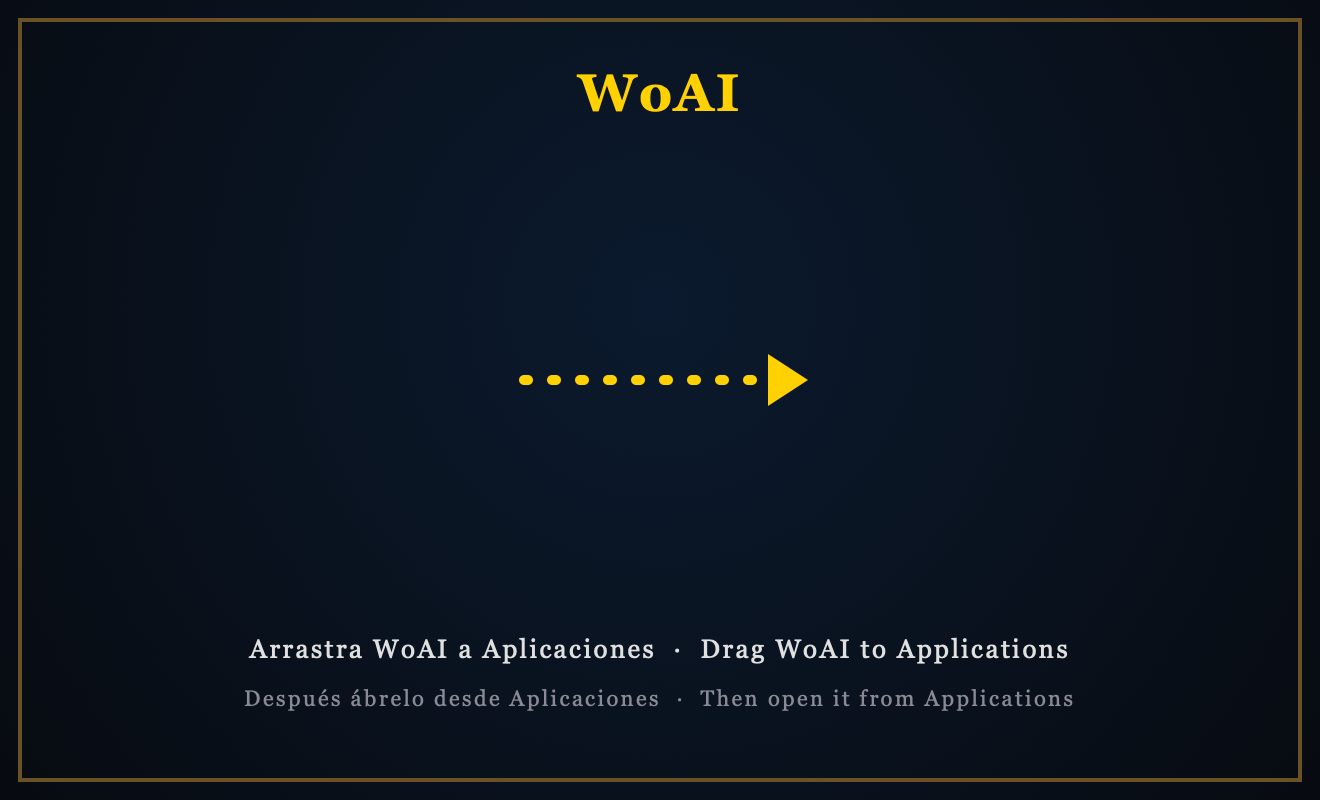 WoAI
Arrastra WoAI a Aplicaciones · Drag WoAI to Applications
Después ábrelo desde Aplicaciones · Then open it from Applications